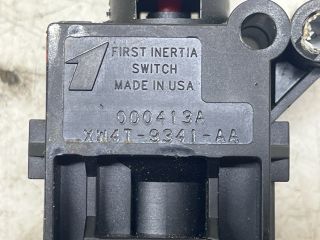 FIRST INERTIA
SWITCH
MADE IN USA
000413A
XW4T-9341-AA